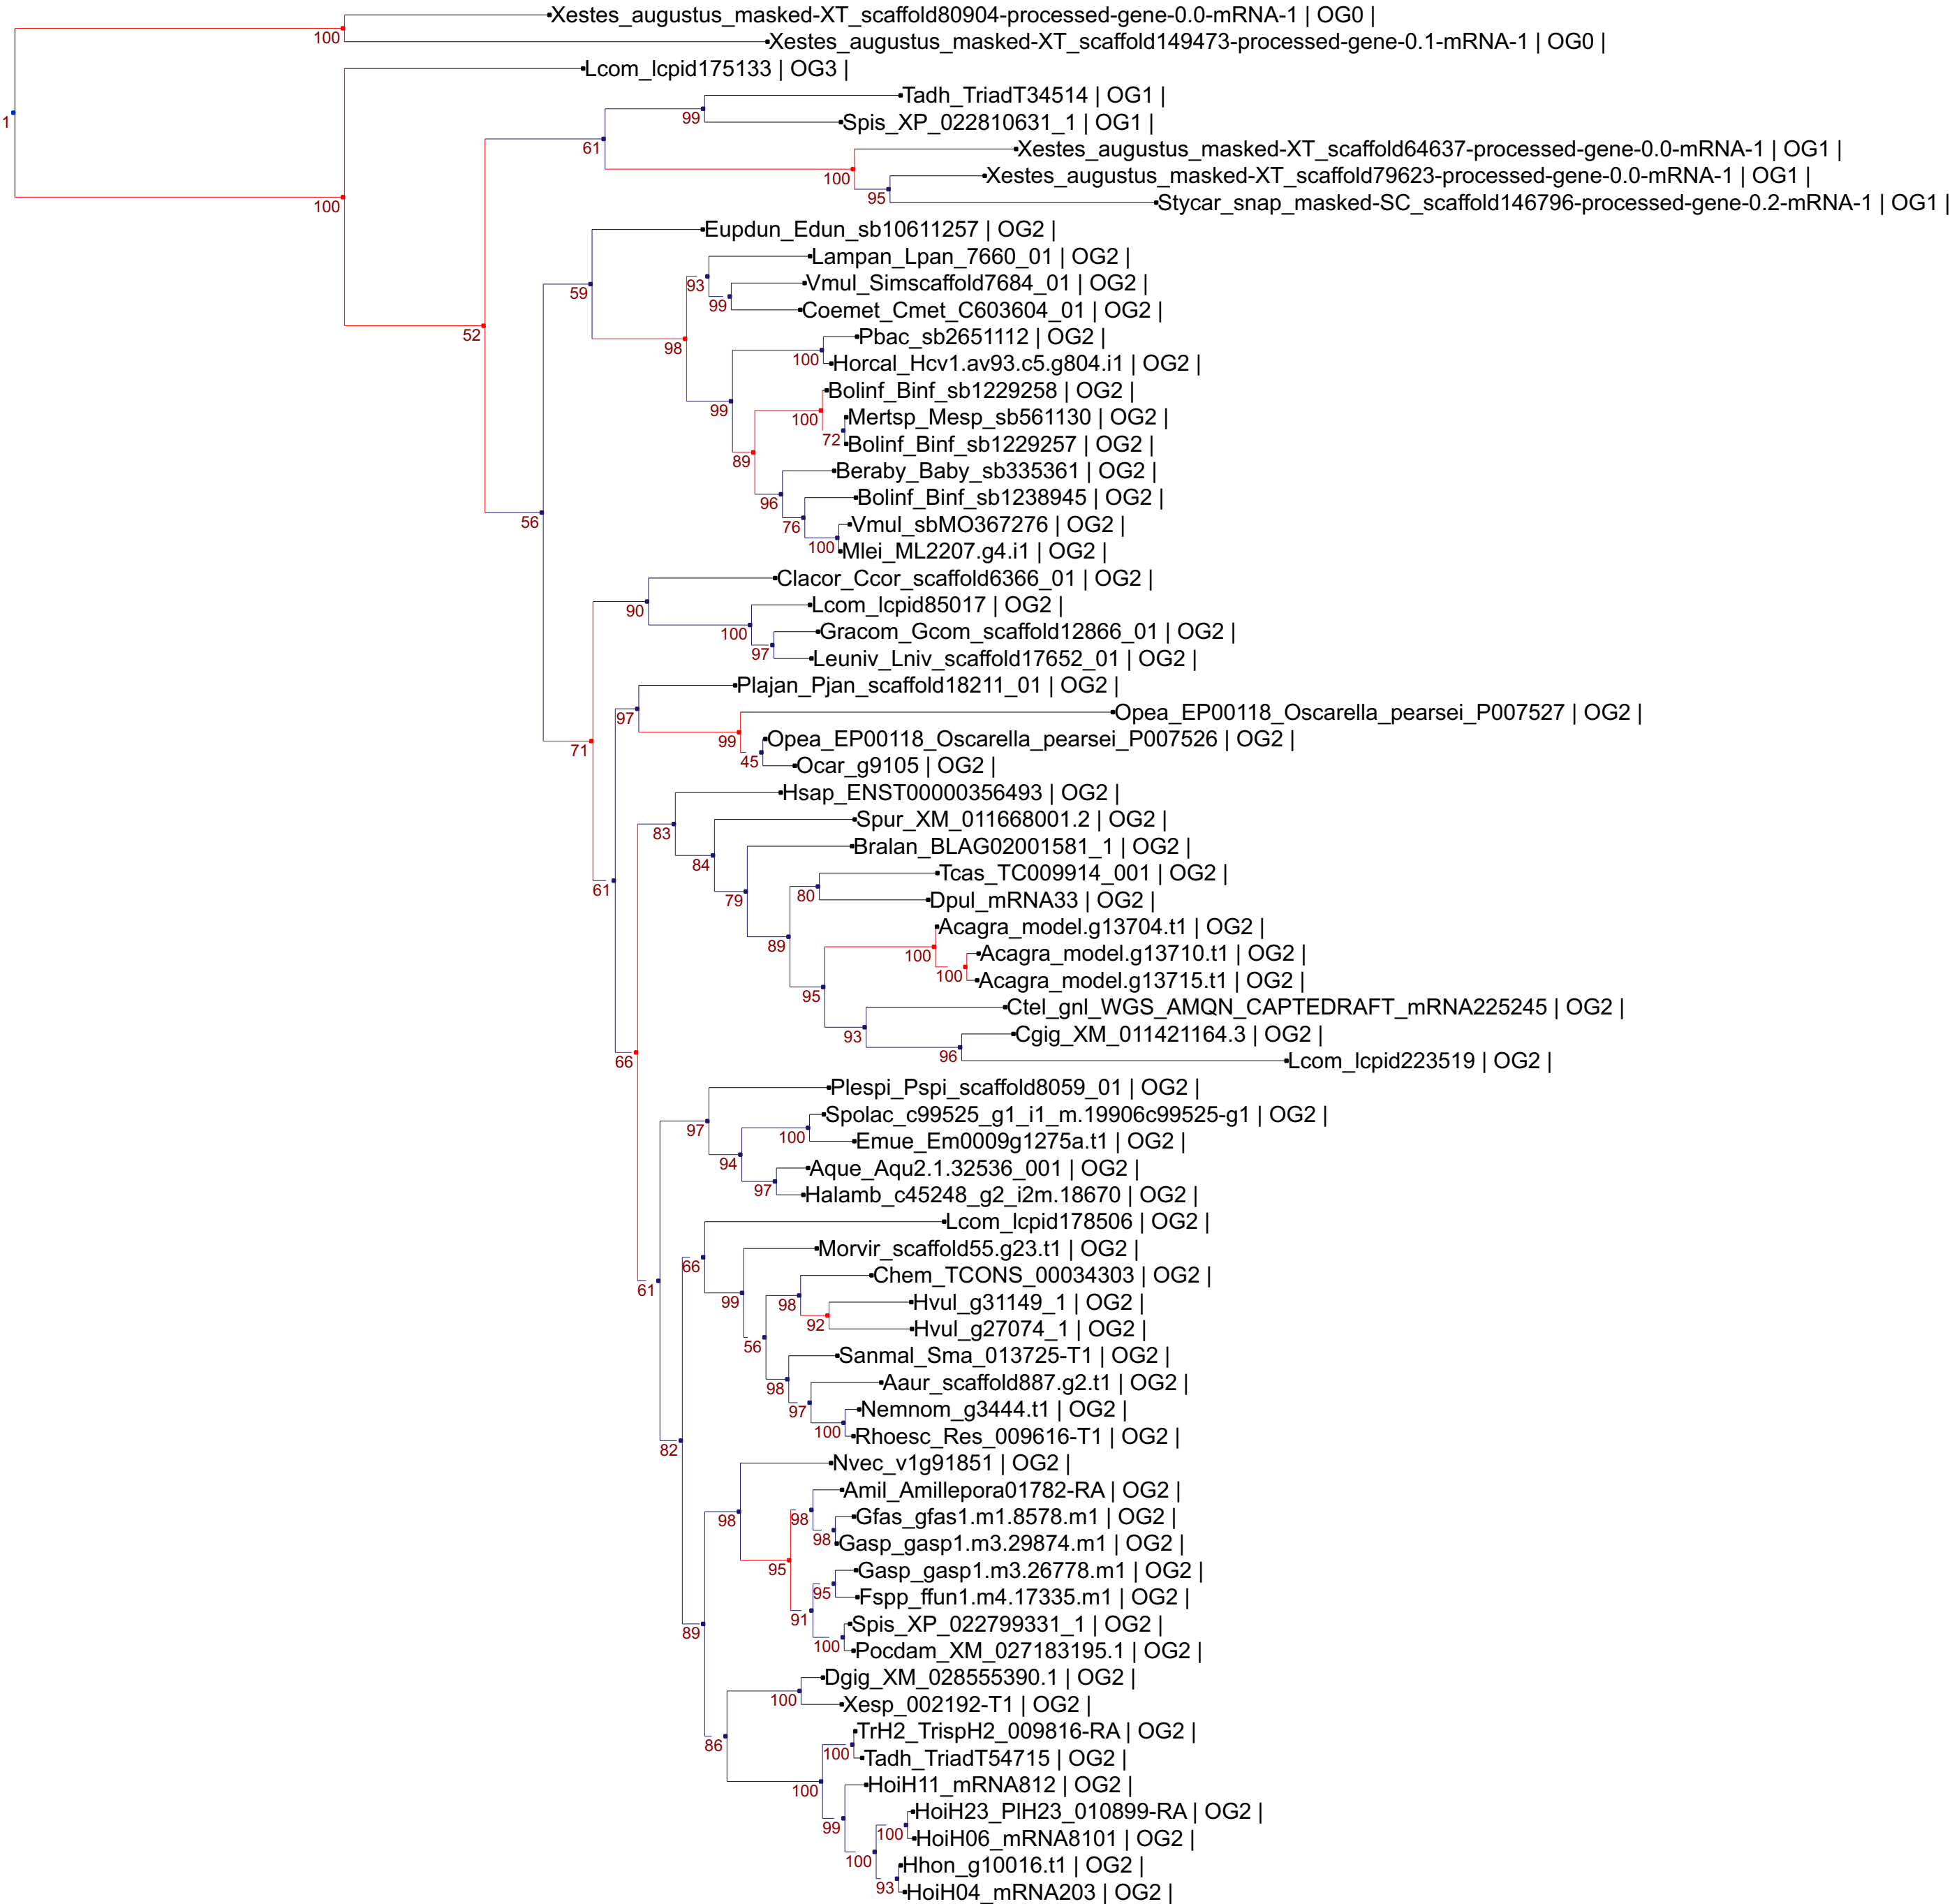 Xestes_augustus_masked-XT_scaffold80904-processed-gene-0.0-mRNA-1 | OG0 |
100
Xestes_augustus_masked-XT_scaffold149473-processed-gene-0.1-mRNA-1 | OG0 |
Lcom_lcpid175133 | OG3 |
Tadh_TriadT34514 | OG1 |
1
99
Spis_XP_022810631_1 | OG1 |
61
Xestes_augustus_masked-XT_scaffold64637-processed-gene-0.0-mRNA-1 | OG1 |
100
Xestes_augustus_masked-XT_scaffold79623-processed-gene-0.0-mRNA-1 | OG1 |
95
Stycar_snap_masked-SC_scaffold146796-processed-gene-0.2-mRNA-1 | OG1 |
100
Eupdun_Edun_sb10611257 | OG2 |
Lampan_Lpan_7660_01 | OG2 |
93
Vmul_Simscaffold7684_01 | OG2 |
59
99
Coemet_Cmet_C603604_01 | OG2 |
52
Pbac_sb2651112 | OG2 |
98
100
Horcal_Hcv1.av93.c5.g804.i1 | OG2 |
Bolinf_Binf_sb1229258 | OG2 |
99
100
Mertsp_Mesp_sb561130 | OG2 |
72
Bolinf_Binf_sb1229257 | OG2 |
89
Beraby_Baby_sb335361 | OG2 |
96
Bolinf_Binf_sb1238945 | OG2 |
56
76
Vmul_sbMO367276 | OG2 |
100
Mlei_ML2207.g4.i1 | OG2 |
Clacor_Ccor_scaffold6366_01 | OG2 |
90
Lcom_lcpid85017 | OG2 |
100
Gracom_Gcom_scaffold12866_01 | OG2 |
97
Leuniv_Lniv_scaffold17652_01 | OG2 |
Plajan_Pjan_scaffold18211_01 | OG2 |
97
Opea_EP00118_Oscarella_pearsei_P007527 | OG2 |
71
99
Opea_EP00118_Oscarella_pearsei_P007526 | OG2 |
45
Ocar_g9105 | OG2 |
Hsap_ENST00000356493 | OG2 |
83
Spur_XM_011668001.2 | OG2 |
84
Bralan_BLAG02001581_1 | OG2 |
61
79
Tcas_TC009914_001 | OG2 |
80
Dpul_mRNA33 | OG2 |
Acagra_model.g13704.t1 | OG2 |
89
100
Acagra_model.g13710.t1 | OG2 |
100
Acagra_model.g13715.t1 | OG2 |
95
Ctel_gnl_WGS_AMQN_CAPTEDRAFT_mRNA225245 | OG2 |
93
Cgig_XM_011421164.3 | OG2 |
96
66
Lcom_lcpid223519 | OG2 |
Plespi_Pspi_scaffold8059_01 | OG2 |
Spolac_c99525_g1_i1_m.19906c99525-g1 | OG2 |
97
100
Emue_Em0009g1275a.t1 | OG2 |
94
Aque_Aqu2.1.32536_001 | OG2 |
97
Halamb_c45248_g2_i2m.18670 | OG2 |
Lcom_lcpid178506 | OG2 |
Morvir_scaffold55.g23.t1 | OG2 |
66
Chem_TCONS_00034303 | OG2 |
61
99
98
Hvul_g31149_1 | OG2 |
92
Hvul_g27074_1 | OG2 |
56
Sanmal_Sma_013725-T1 | OG2 |
98
Aaur_scaffold887.g2.t1 | OG2 |
97
Nemnom_g3444.t1 | OG2 |
100
Rhoesc_Res_009616-T1 | OG2 |
82
Nvec_v1g91851 | OG2 |
Amil_Amillepora01782-RA | OG2 |
98
98
Gfas_gfas1.m1.8578.m1 | OG2 |
98
Gasp_gasp1.m3.29874.m1 | OG2 |
95
Gasp_gasp1.m3.26778.m1 | OG2 |
95
Fspp_ffun1.m4.17335.m1 | OG2 |
91
Spis_XP_022799331_1 | OG2 |
89
100
Pocdam_XM_027183195.1 | OG2 |
Dgig_XM_028555390.1 | OG2 |
100
Xesp_002192-T1 | OG2 |
TrH2_TrispH2_009816-RA | OG2 |
86
100
Tadh_TriadT54715 | OG2 |
100
HoiH11_mRNA812 | OG2 |
HoiH23_PlH23_010899-RA | OG2 |
99
100
HoiH06_mRNA8101 | OG2 |
100
Hhon_g10016.t1 | OG2 |
93
HoiH04_mRNA203 | OG2 |